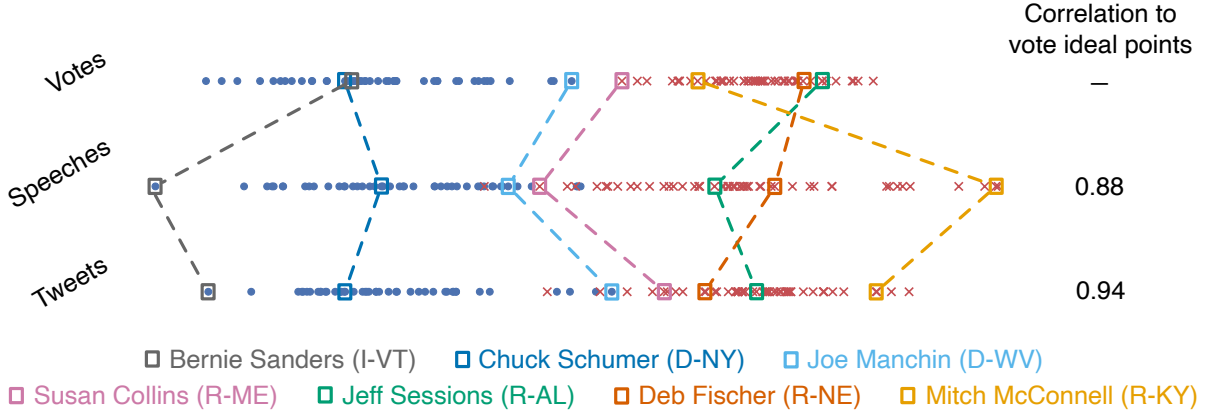 Correlation to
vote ideal points
Votes
–
Speeches
0.88
Tweets
0.94
Bernie Sanders (I-VT) Chuck Schumer (D-NY) Joe Manchin (D-WV)
Susan Collins (R-ME) Jeff Sessions (R-AL) Deb Fischer (R-NE) Mitch McConnell (R-KY)